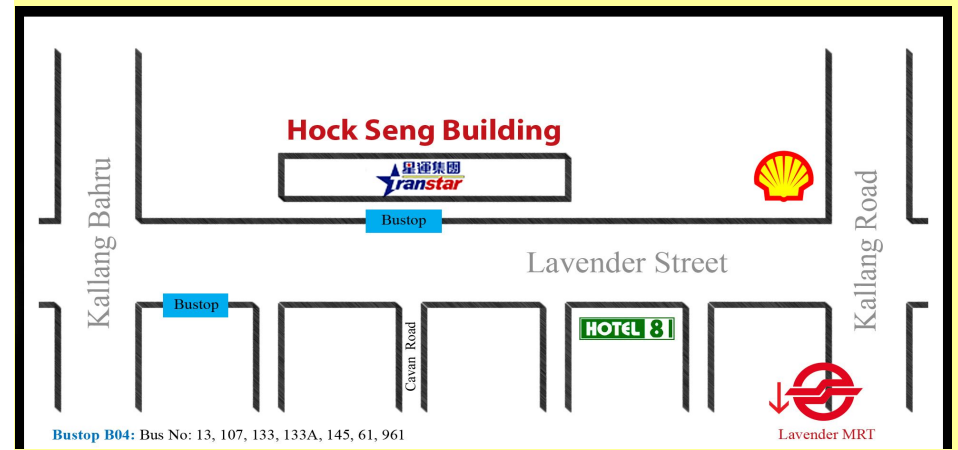 Hock Seng Building
星運集團
Transtar
Bustop
Kallang Bahru
Kallang Road
Lavender Street
Bustop
HOTEL 81
Cavan Road
Bustop B04: Bus No: 13, 107, 133, 133A, 145, 61, 961
Lavender MRT